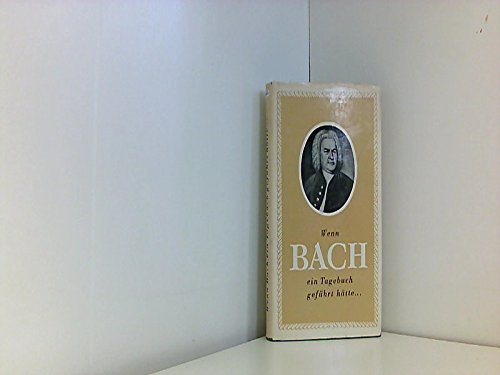 Wenn
BACH
ein Tagebuch
geführt hätte...